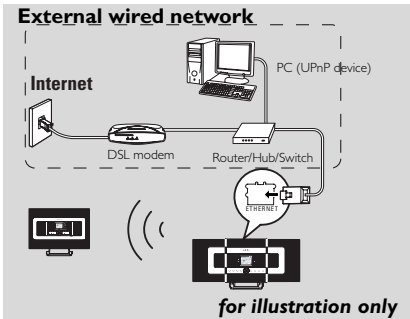 External wired network
PC (UPnP device)
Internet
DSL modem
Router/Hub/Switch
ETHERNET
for illustration only